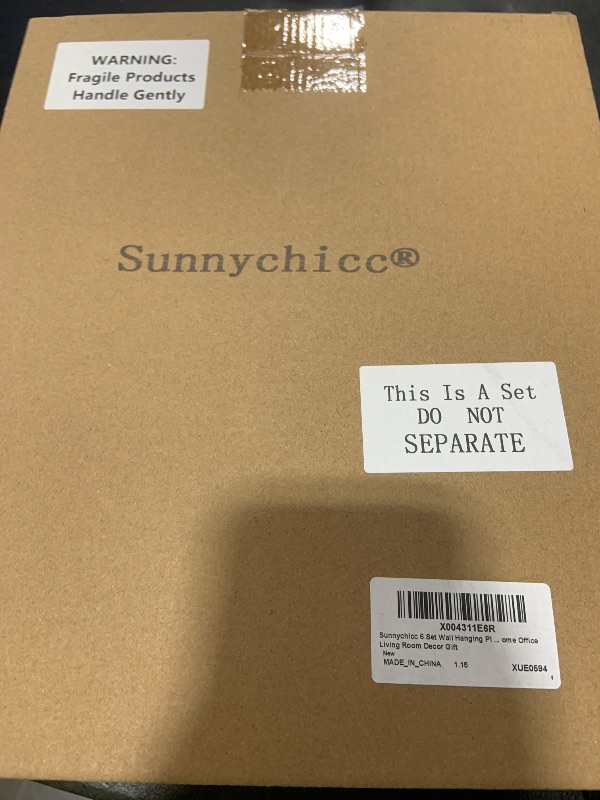 WARNING:
Fragile Products
Handle Gently
Sunnychicc®
This Is A Set
DO NOT
SEPARATE
X004311E6R
Sunnychicc 6 Set Wall Hanging Pl ... ome Office
Living Room Decor Gift
New
MADE_IN_CHINA 1.15 XUE0594